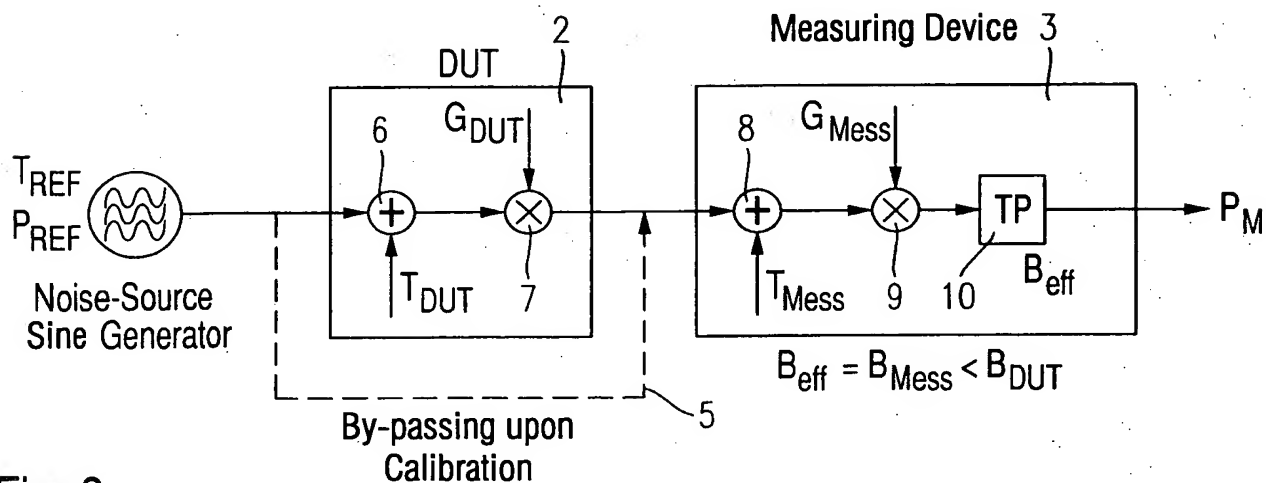 Measuring Device 3
2
DUT
G_DUT
6
T_REF
P_REF
+
×
T_DUT
7
Noise-Source
Sine Generator
8
G_Mess
+
×
TP
P_M
T_Mess
9
10
B_eff
B_eff = B_Mess < B_DUT
5
By-passing upon
Calibration